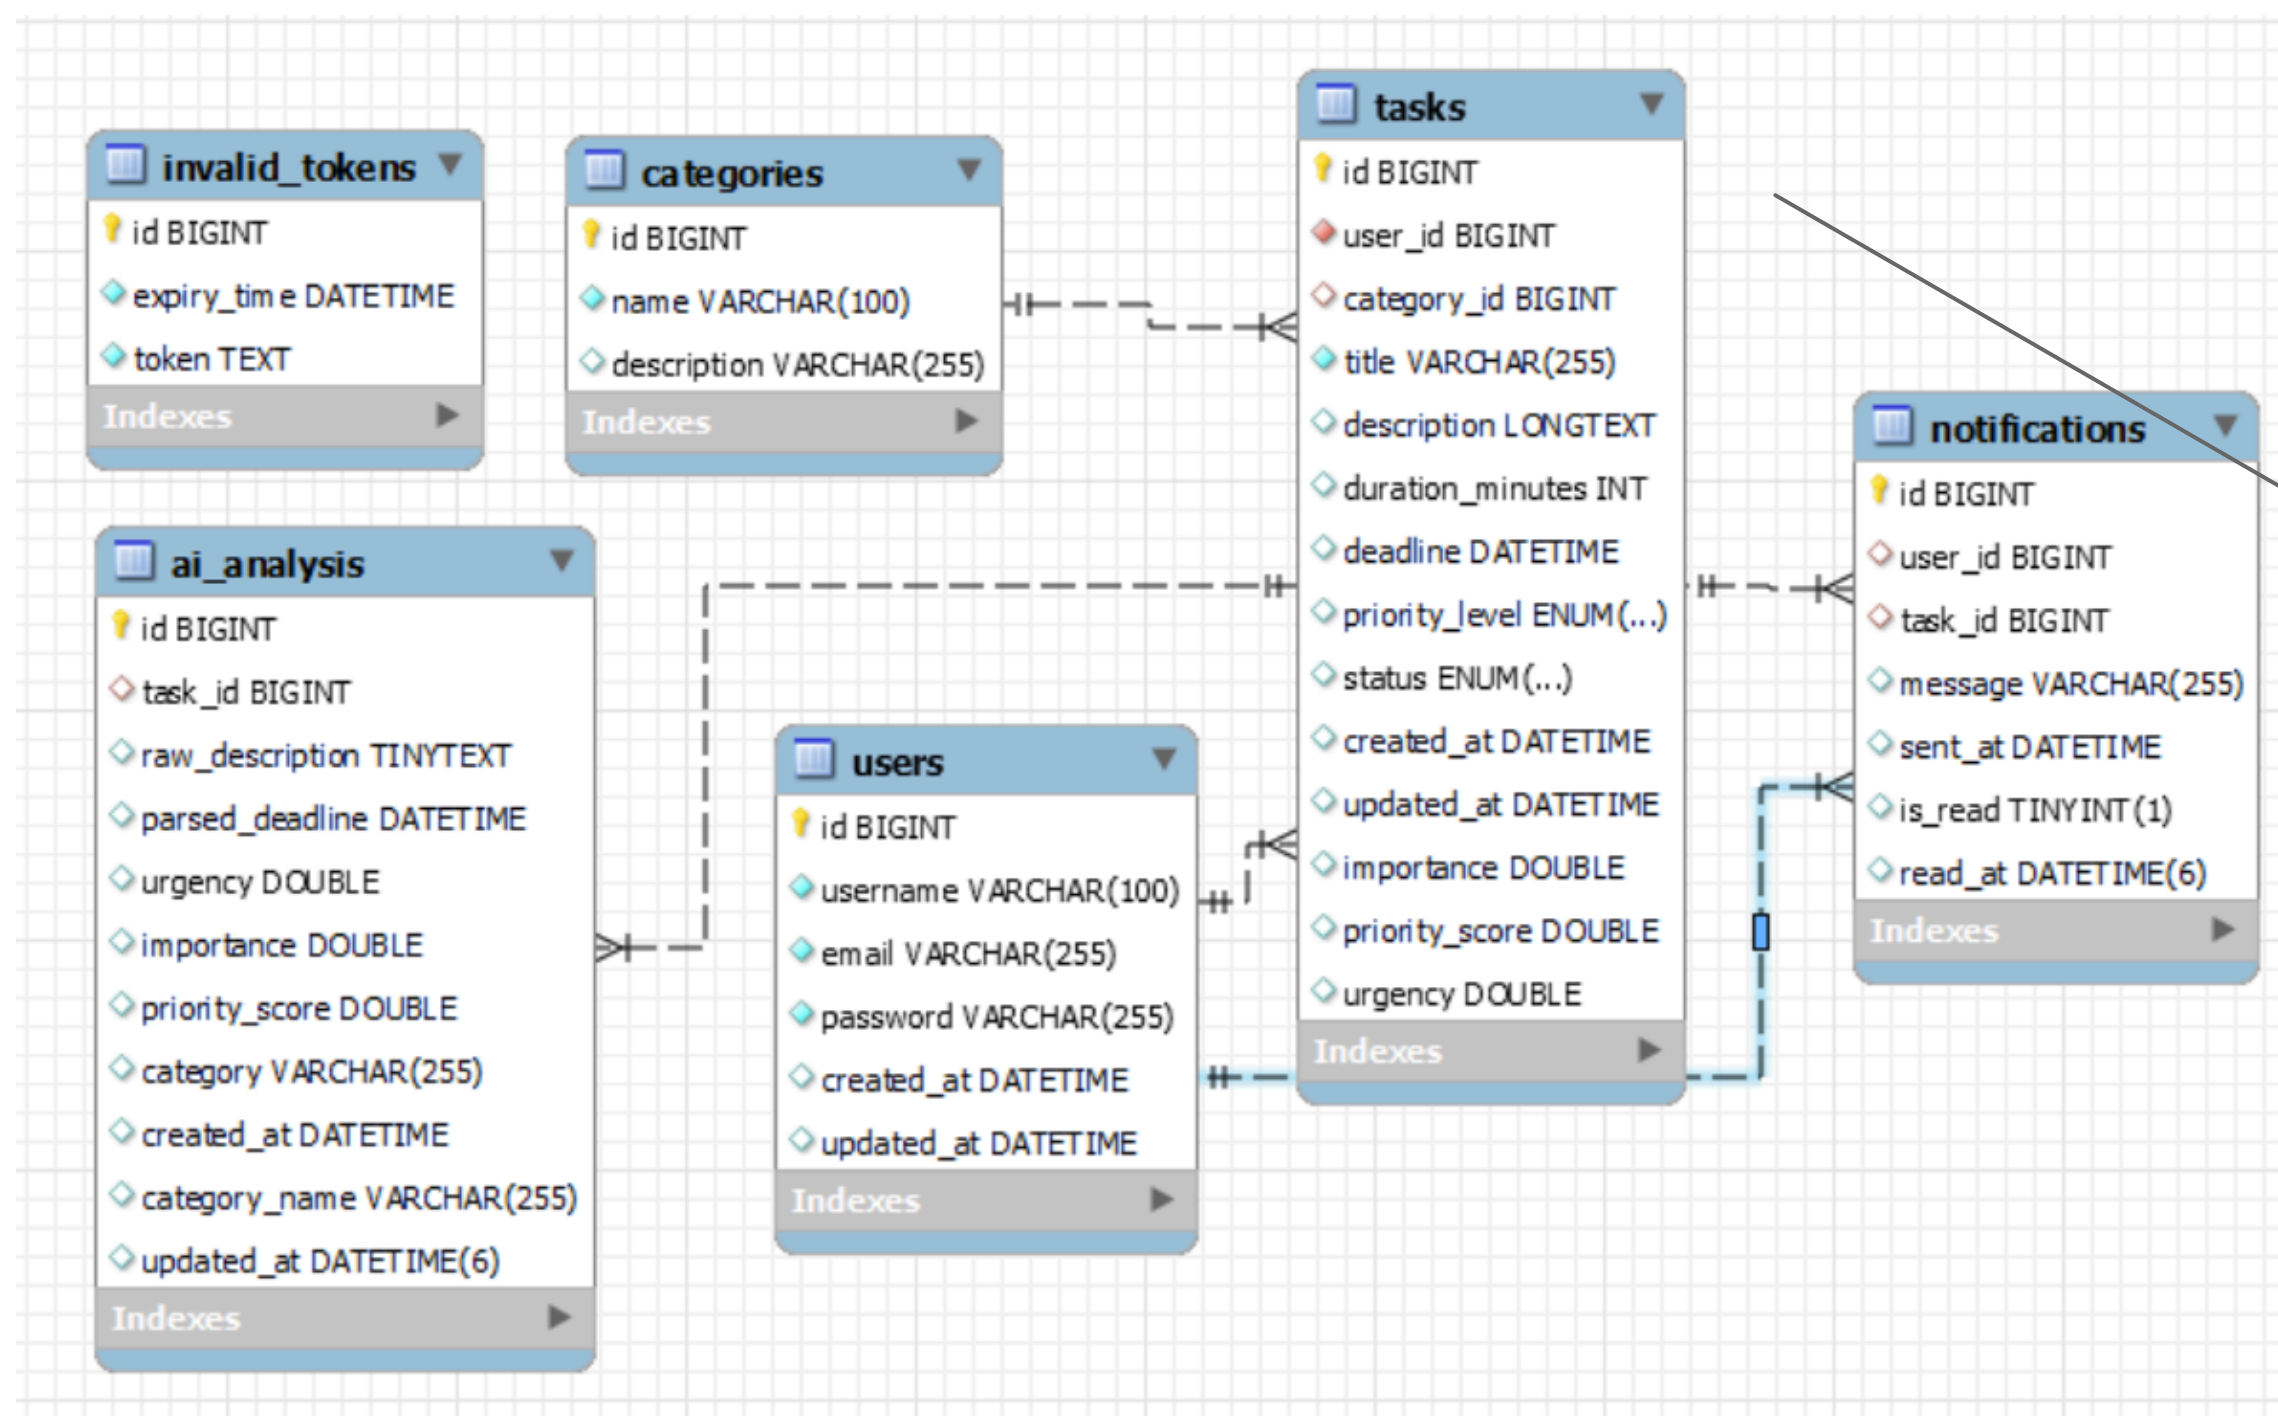 invalid_tokens
id BIGINT
expiry_time DATETIME
token TEXT
Indexes
categories
id BIGINT
name VARCHAR(100)
description VARCHAR(255)
Indexes
tasks
id BIGINT
user_id BIGINT
category_id BIGINT
title VARCHAR(255)
description LONGTEXT
duration_minutes INT
deadline DATETIME
priority_level ENUM(...)
status ENUM(...)
created_at DATETIME
updated_at DATETIME
importance DOUBLE
priority_score DOUBLE
urgency DOUBLE
Indexes
notifications
id BIGINT
user_id BIGINT
task_id BIGINT
message VARCHAR(255)
sent_at DATETIME
is_read TINYINT(1)
read_at DATETIME(6)
Indexes
ai_analysis
id BIGINT
task_id BIGINT
raw_description TINYTEXT
parsed_deadline DATETIME
urgency DOUBLE
importance DOUBLE
priority_score DOUBLE
category VARCHAR(255)
created_at DATETIME
category_name VARCHAR(255)
updated_at DATETIME(6)
Indexes
users
id BIGINT
username VARCHAR(100)
email VARCHAR(255)
password VARCHAR(255)
created_at DATETIME
updated_at DATETIME
Indexes